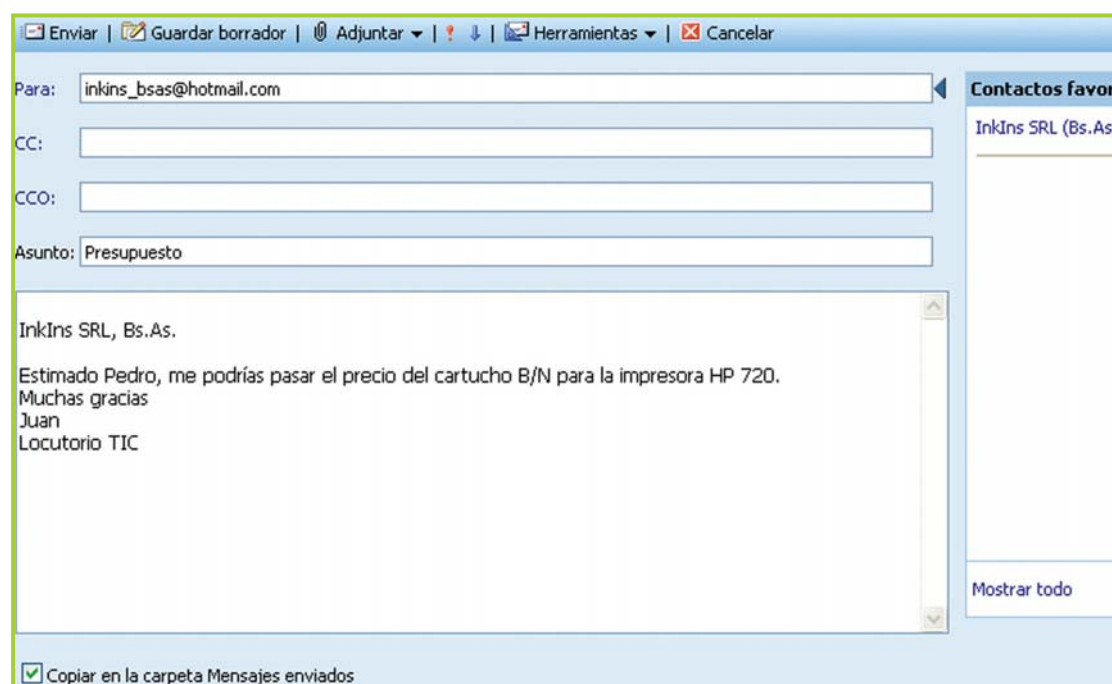 Enviar | Guardar borrador | Adjuntar | ! | Herramientas | Cancelar
Para: inkins_bsas@hotmail.com
Contactos favor
InkIns SRL (Bs.As
CC:
CCO:
Asunto: Presupuesto
InkIns SRL, Bs.As.
Estimado Pedro, me podrías pasar el precio del cartucho B/N para la impresora HP 720.
Muchas gracias
Juan
Locutorio TIC
Mostrar todo
Copiar en la carpeta Mensajes enviados